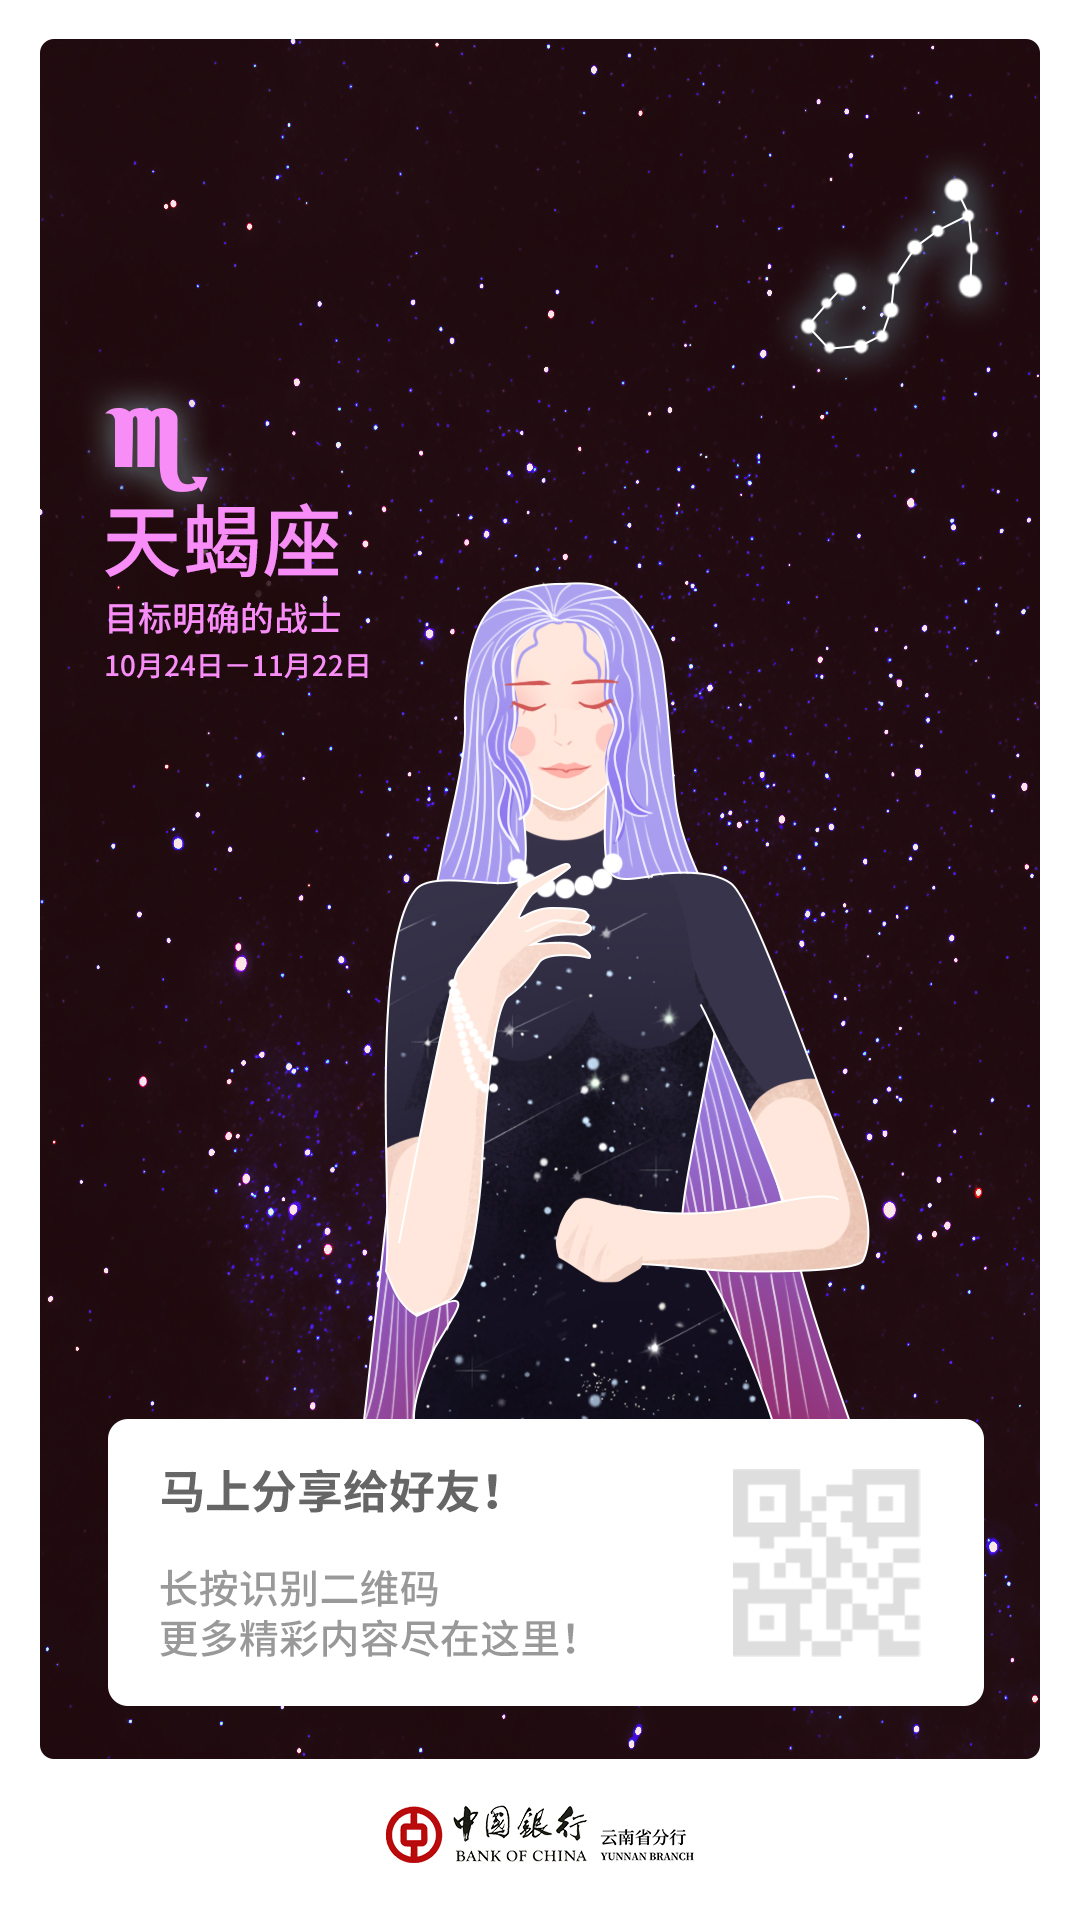 天蝎座
目标明确的战士
10月24日－11月22日
马上分享给好友！
长按识别二维码
更多精彩内容尽在这里！
中國銀行
BANK OF CHINA
云南省分行
YUNNAN BRANCH